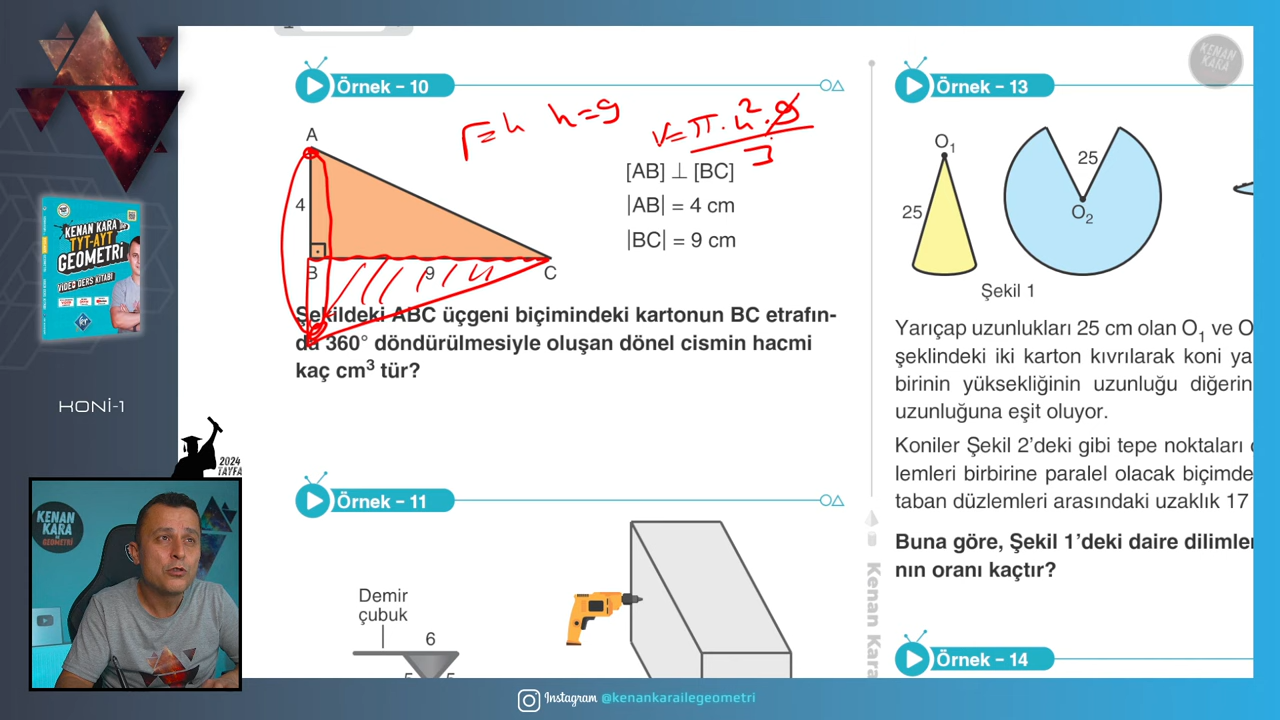 Örnek – 10
A
4
B
9
C
r=4 h=9
V=π.4².9
3
[AB] ⊥ [BC]
|AB| = 4 cm
|BC| = 9 cm
Şekildeki ABC üçgeni biçimindeki kartonun BC etrafın-
da 360° döndürülmesiyle oluşan dönel cismin hacmi
kaç cm³ tür?
Örnek – 11
Demir
çubuk
6
5 5
Örnek – 13
O₁
25
25
O₂
Şekil 1
Yarıçap uzunlukları 25 cm olan O₁ ve O
şeklindeki iki karton kıvrılarak koni ya
birinin yüksekliğinin uzunluğu diğerin
uzunluğuna eşit oluyor.
Koniler Şekil 2’deki gibi tepe noktaları
lemleri birbirine paralel olacak biçimde
taban düzlemleri arasındaki uzaklık 17
Buna göre, Şekil 1’deki daire dilimler
nın oranı kaçtır?
Örnek – 14
Kenan Kara
KENAN
KARA
KENAN KARA
TYT-AYT
GEOMETRİ
VİDEO DERS KİTABI
KONİ-1
2024
TAYFA
KENAN
KARA
GEOMETRİ
Instagram @kenankarailegeometri